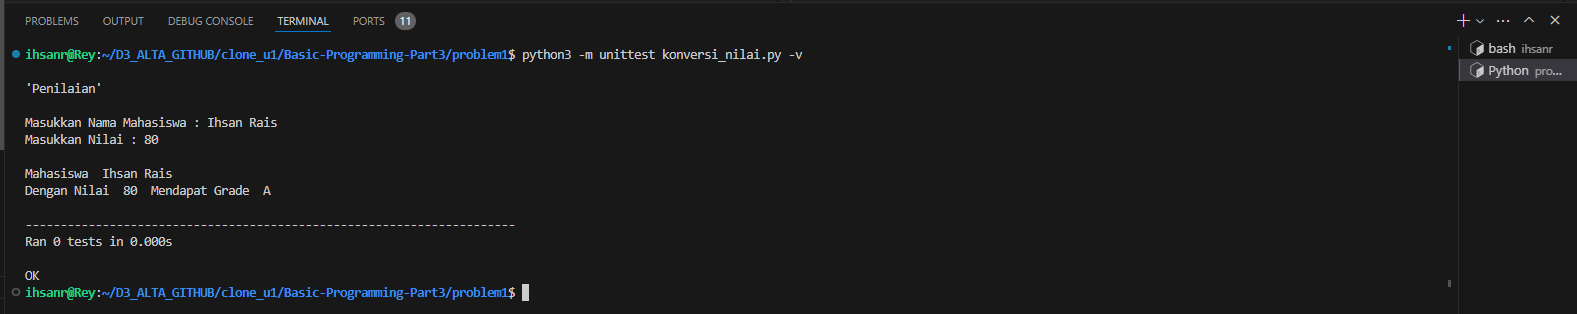 PROBLEMS OUTPUT DEBUG CONSOLE TERMINAL PORTS 11
ihsanr@Rey:~/D3_ALTA_GITHUB/clone_u1/Basic-Programming-Part3/problem1$ python3 -m unittest konversi_nilai.py -v
bash ihsanr
Python pro...
'Penilaian'
Masukkan Nama Mahasiswa : Ihsan Rais
Masukkan Nilai : 80
Mahasiswa  Ihsan Rais
Dengan Nilai  80  Mendapat Grade  A
----------------------------------------------------------------------
Ran 0 tests in 0.000s
OK
ihsanr@Rey:~/D3_ALTA_GITHUB/clone_u1/Basic-Programming-Part3/problem1$